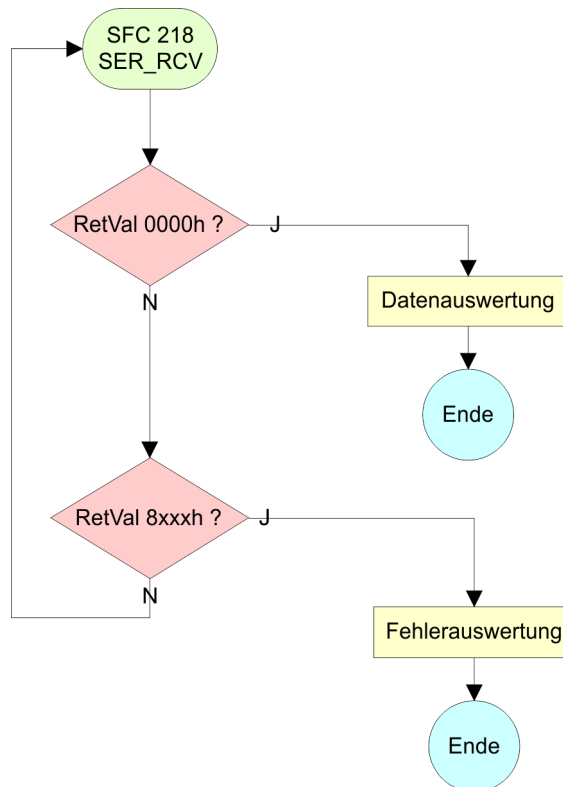 SFC 218
SER_RCV
RetVal 0000h ?
J
N
Datenauswertung
Ende
RetVal 8xxxh ?
J
N
Fehlerauswertung
Ende